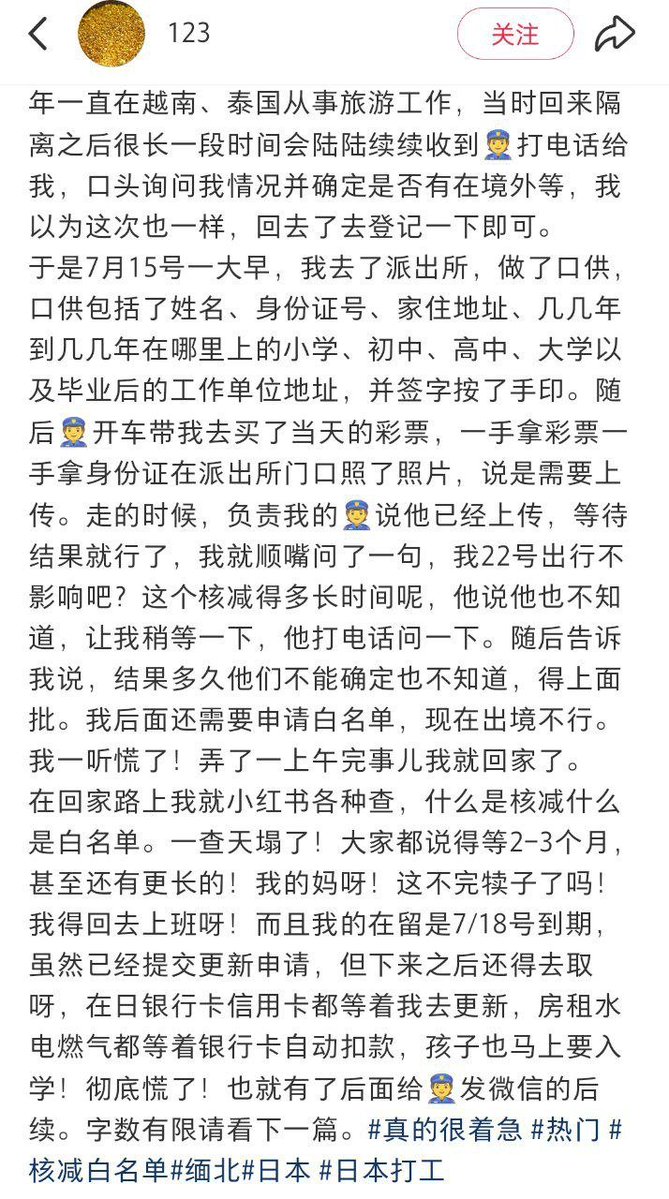 123
关注
年一直在越南、泰国从事旅游工作，当时回来隔
离之后很长一段时间会陆陆续续收到👮打电话给
我，口头询问我情况并确定是否有在境外等，我
以为这次也一样，回去了去登记一下即可。
于是7月15号一大早，我去了派出所，做了口供，
口供包括了姓名、身份证号、家住地址、几几年
到几几年在哪里上的小学、初中、高中、大学以
及毕业后的工作单位地址，并签字按了手印。随
后👮开车带我去买了当天的彩票，一手拿彩票一
手拿身份证在派出所门口照了照片，说是需要上
传。走的时候，负责我的👮说他已经上传，等待
结果就行了，我就顺嘴问了一句，我22号出行不
影响吧？这个核减得多长时间呢，他说他也不知
道，让我稍等一下，他打电话问一下。随后告诉
我说，结果多久他们不能确定也不知道，得上面
批。我后面还需要申请白名单，现在出境不行。
我一听慌了！弄了一上午完事儿我就回家了。
在回家路上我就小红书各种查，什么是核减什么
是白名单。一查天塌了！大家都说得等2-3个月，
甚至还有更长的！我的妈呀！这不完犊子了吗！
我得回去上班呀！而且我的在留是7/18号到期，
虽然已经提交更新申请，但下来之后还得去取
呀，在日银行卡信用卡都等着我去更新，房租水
电燃气都等着银行卡自动扣款，孩子也马上要入
学！彻底慌了！也就有了后面给👮发微信的后
续。字数有限请看下一篇。#真的很着急 #热门 #
核减白名单#缅北#日本 #日本打工